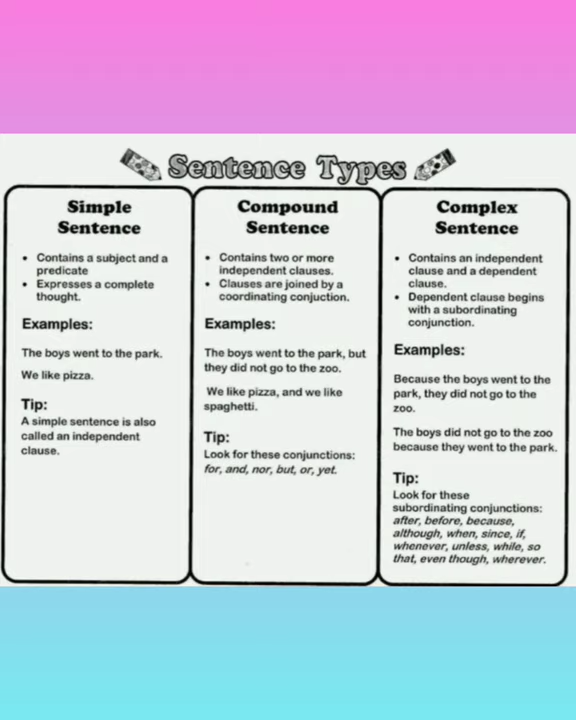 Sentence Types
Simple
Sentence
• Contains a subject and a
predicate
• Expresses a complete
thought.
Examples:
The boys went to the park.
We like pizza.
Tip:
A simple sentence is also
called an independent
clause.
Compound
Sentence
• Contains two or more
independent clauses.
• Clauses are joined by a
coordinating conjuction.
Examples:
The boys went to the park, but
they did not go to the zoo.
We like pizza, and we like
spaghetti.
Tip:
Look for these conjunctions:
for, and, nor, but, or, yet.
Complex
Sentence
• Contains an independent
clause and a dependent
clause.
• Dependent clause begins
with a subordinating
conjunction.
Examples:
Because the boys went to the
park, they did not go to the
zoo.
The boys did not go to the zoo
because they went to the park.
Tip:
Look for these
subordinating conjunctions:
after, before, because,
although, when, since, if,
whenever, unless, while, so
that, even though, wherever.